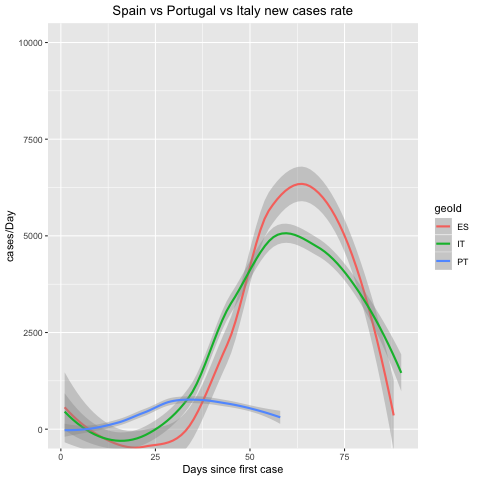 Spain vs Portugal vs Italy new cases rate
10000
7500
5000
2500
0
cases/Day
0 25 50 75
Days since first case
geoId
ES
IT
PT